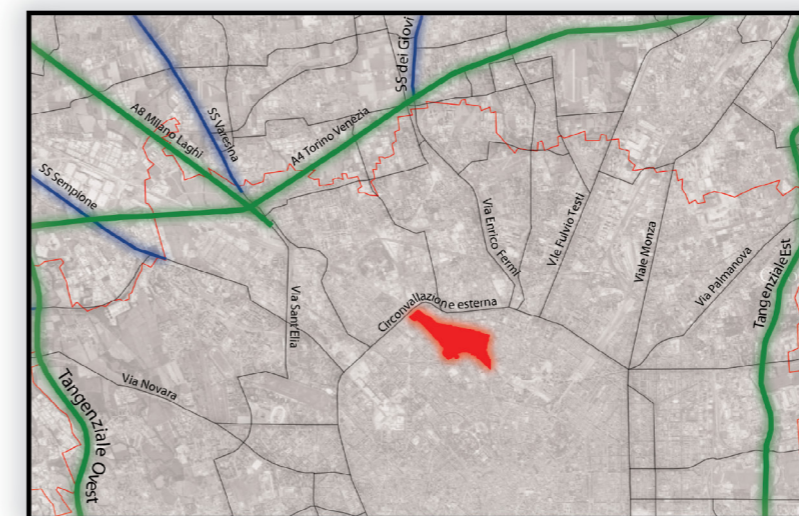 SS dei Giovi
A8 Milano Laghi
SS Varesina
A4 Torino Venezia
SS Sempione
Via Enrico Fermi
V.le Fulvio Testi
Viale Monza
Via Palmanova
Tangenziale Est
Circonvallazione esterna
Via Sant'Elia
Via Novara
Tangenziale Ovest